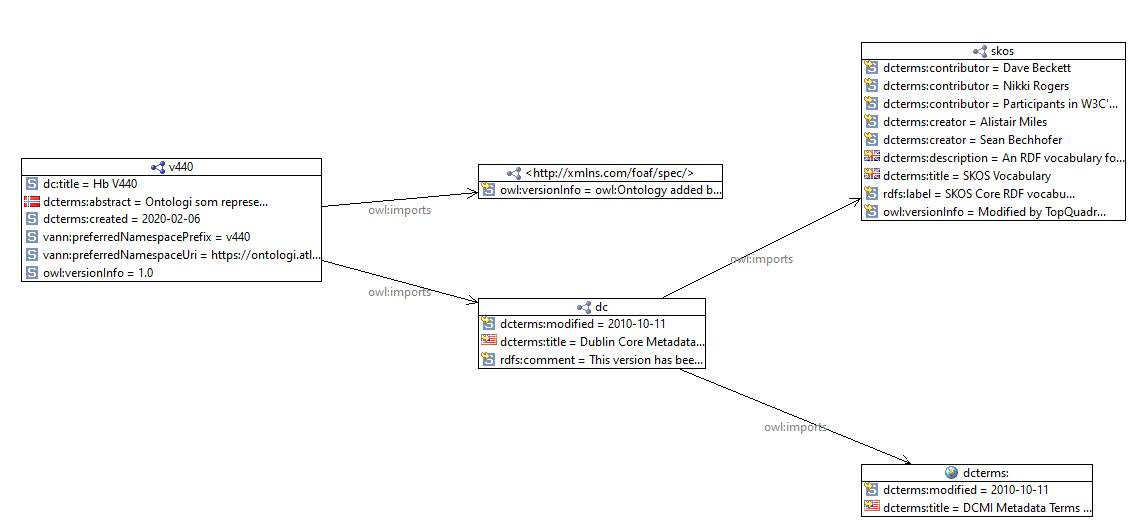 v440
dc:title = Hb V440
dcterms:abstract = Ontologi som represe...
dcterms:created = 2020-02-06
vann:preferredNamespacePrefix = v440
vann:preferredNamespaceUri = https://ontologi.atl...
owl:versionInfo = 1.0
owl:imports
owl:imports
<http://xmlns.com/foaf/spec/>
owl:versionInfo = owl:Ontology added b...
dc
dcterms:modified = 2010-10-11
dcterms:title = Dublin Core Metadata...
rdfs:comment = This version has bee...
owl:imports
owl:imports
skos
dcterms:contributor = Dave Beckett
dcterms:contributor = Nikki Rogers
dcterms:contributor = Participants in W3C'...
dcterms:creator = Alistair Miles
dcterms:creator = Sean Bechhofer
dcterms:description = An RDF vocabulary fo...
dcterms:title = SKOS Vocabulary
rdfs:label = SKOS Core RDF vocabu...
owl:versionInfo = Modified by TopQuadr...
dcterms:
dcterms:modified = 2010-10-11
dcterms:title = DCMI Metadata Terms ...